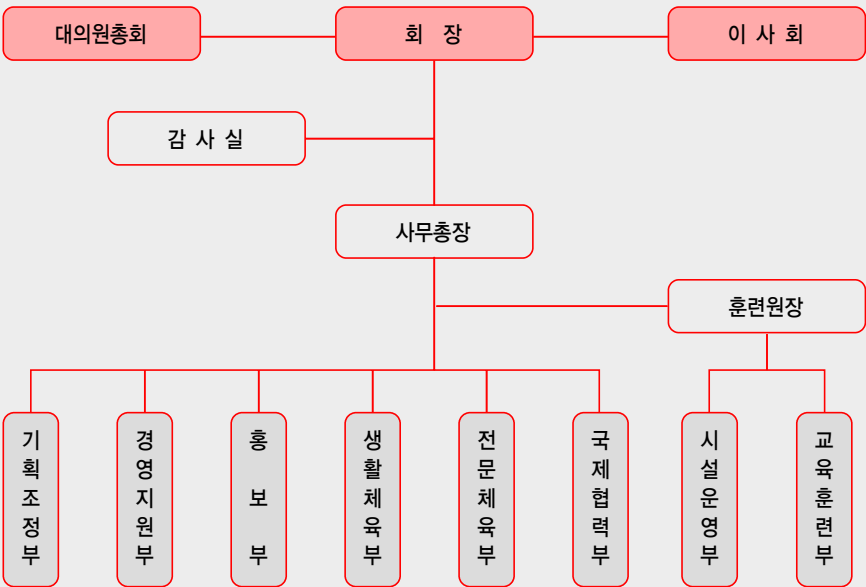 대의원총회
회 장
이 사 회
감 사 실
사무총장
훈련원장
기획조정부
경영지원부
홍 보 부
생활체육부
전문체육부
국제협력부
시설운영부
교육훈련부